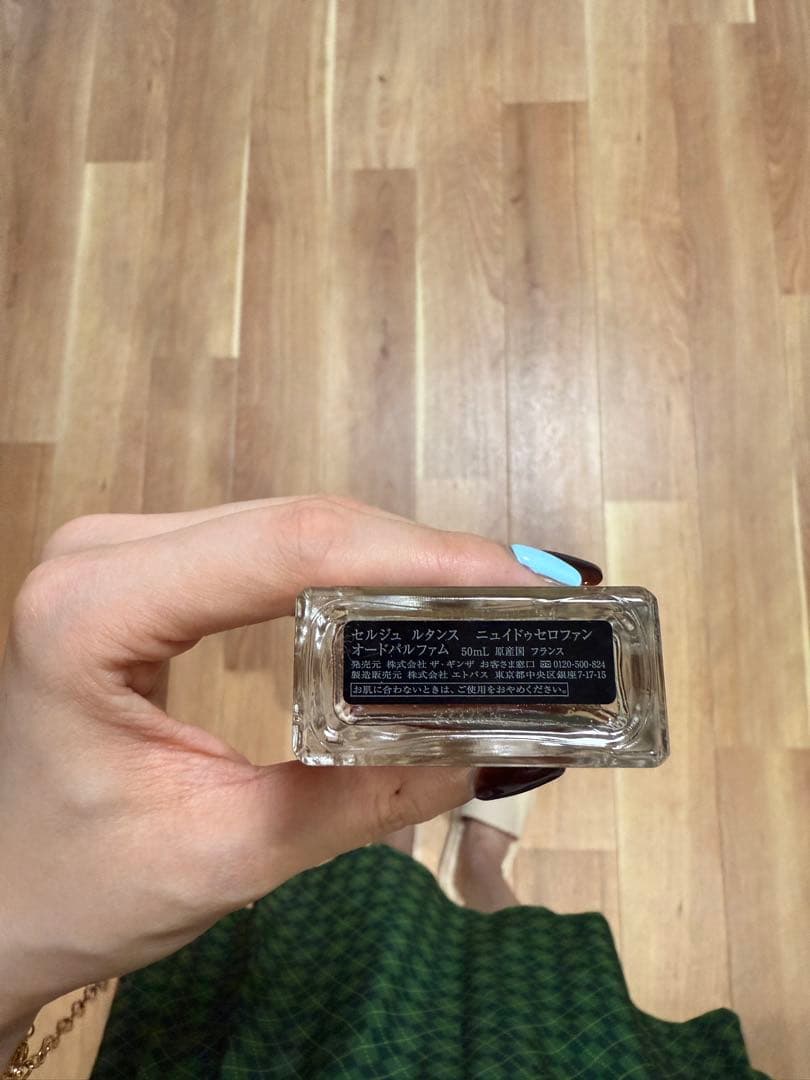 セルジュ ルタンス ニュイドゥセロファン
オードパルファム 50mL 原産国 フランス
発売元 株式会社 ザ・ギンザ お客さま窓口 0120-500-824
製造販売元 株式会社 エトバス 東京都中央区銀座7-17-15
お肌に合わないときは、ご使用をおやめください。